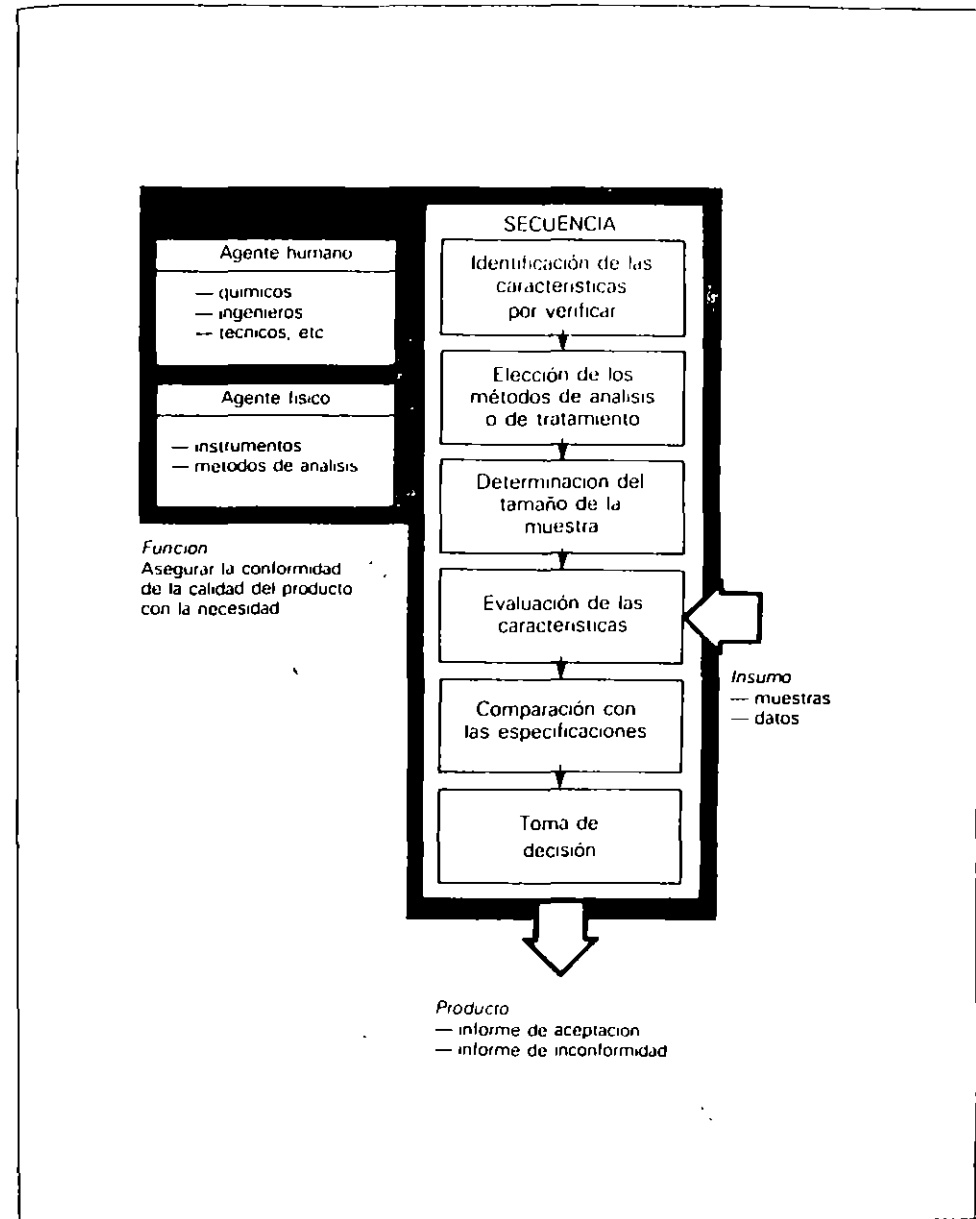 Agente humano
— quimicos
— ingenieros
— tecnicos, etc
Agente fisico
— instrumentos
— metodos de analisis
Funcion
Asegurar la conformidad
de la calidad del producto
con la necesidad
SECUENCIA
Identificación de las
caracteristicas
por verificar
Elección de los
métodos de analisis
o de tratamiento
Determinacion del
tamaño de la
muestra
Evaluación de las
caracteristicas
Comparación con
las especificaciones
Toma de
decisión
Insumo
— muestras
— datos
Producto
— informe de aceptacion
— informe de inconformidad